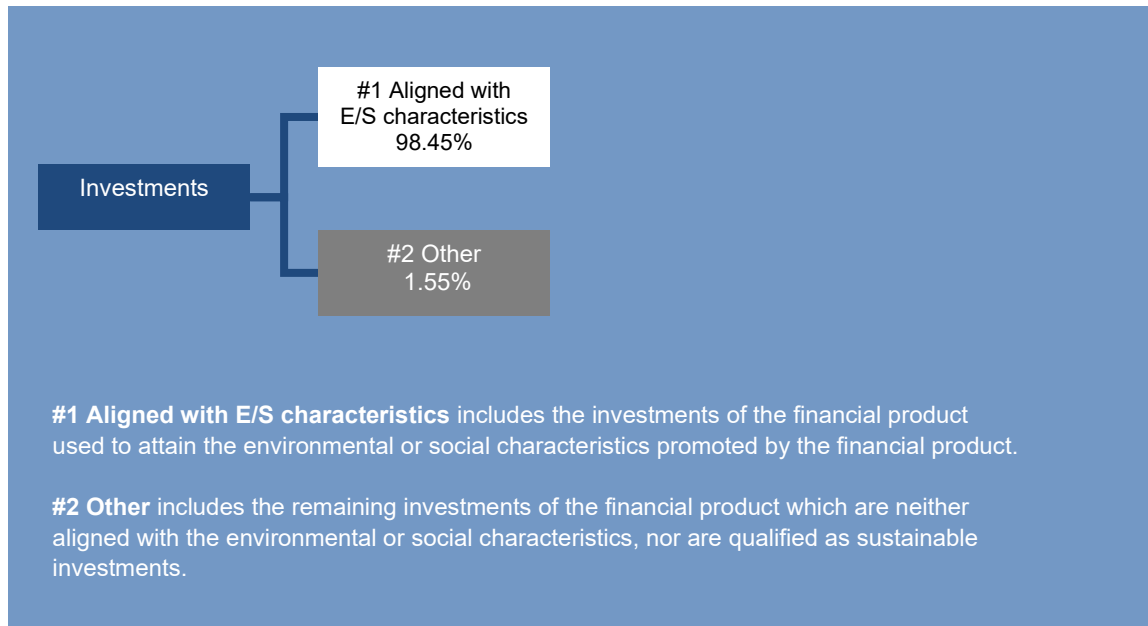 #1 Aligned with
E/S characteristics
98.45%
Investments
#2 Other
1.55%
#1 Aligned with E/S characteristics includes the investments of the financial product
used to attain the environmental or social characteristics promoted by the financial product.
#2 Other includes the remaining investments of the financial product which are neither
aligned with the environmental or social characteristics, nor are qualified as sustainable
investments.